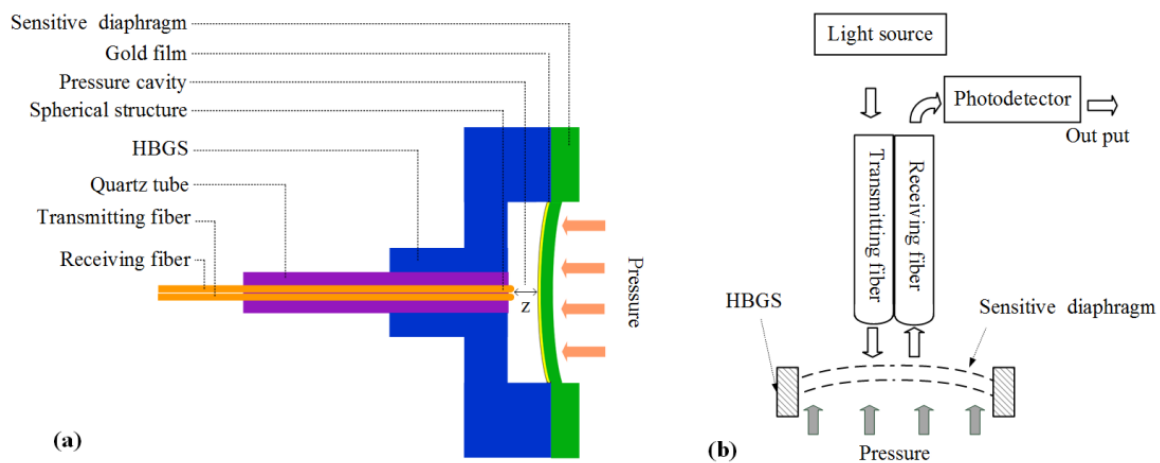 Sensitive diaphragm
Gold film
Pressure cavity
Spherical structure
HBGS
Quartz tube
Transmitting fiber
Receiving fiber
z
Pressure
(a)
Light source
Photodetector
Out put
Transmitting fiber
Receiving fiber
HBGS
Sensitive diaphragm
Pressure
(b)